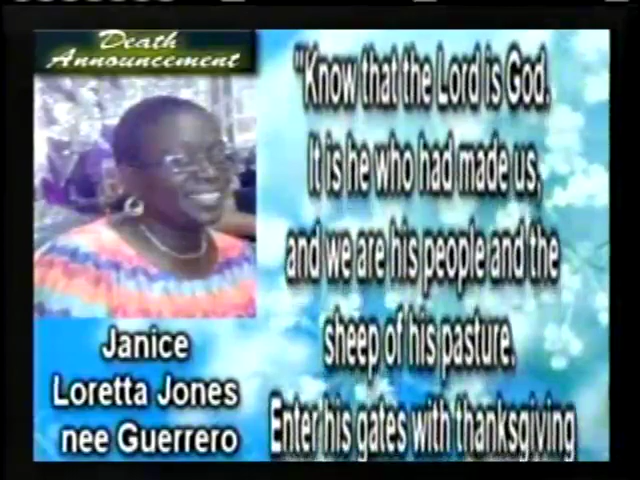 Death
Announcement
Janice
Loretta Jones
nee Guerrero
"Know that the Lord is God.
It is he who had made us,
and we are his people and the
sheep of his pasture.
Enter his gates with thanksgiving